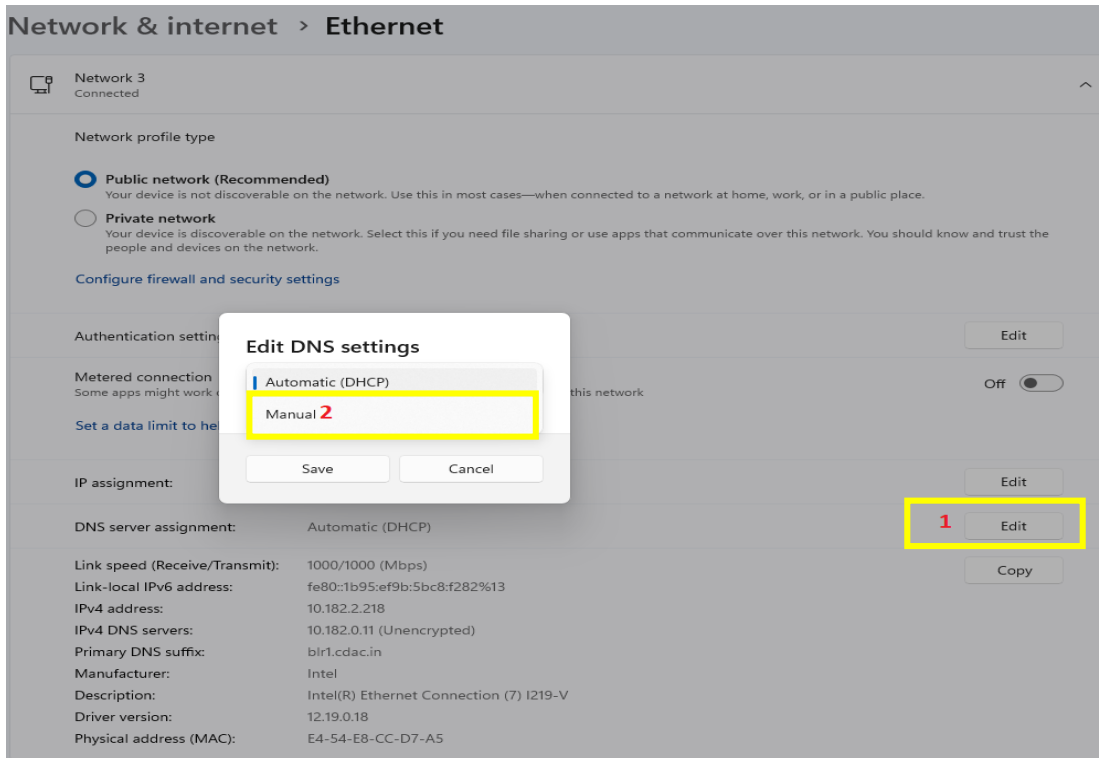 Network & internet > Ethernet
Network 3
Connected
Network profile type
Public network (Recommended)
Your device is not discoverable on the network. Use this in most cases—when connected to a network at home, work, or in a public place.
Private network
Your device is discoverable on the network. Select this if you need file sharing or use apps that communicate over this network. You should know and trust the
people and devices on the network.
Configure firewall and security settings
Authentication settin
Edit
Edit DNS settings
Automatic (DHCP)
Manual 2
Save
Cancel
Metered connection
Some apps might work
this network
Off
Set a data limit to hel
IP assignment:
Edit
DNS server assignment: Automatic (DHCP)
1 Edit
Link speed (Receive/Transmit): 1000/1000 (Mbps)
Copy
Link-local IPv6 address: fe80::1b95:ef9b:5bc8:f282%13
IPv4 address: 10.182.2.218
IPv4 DNS servers: 10.182.0.11 (Unencrypted)
Primary DNS suffix: blr1.cdac.in
Manufacturer: Intel
Description: Intel(R) Ethernet Connection (7) I219-V
Driver version: 12.19.0.18
Physical address (MAC): E4-54-E8-CC-D7-A5